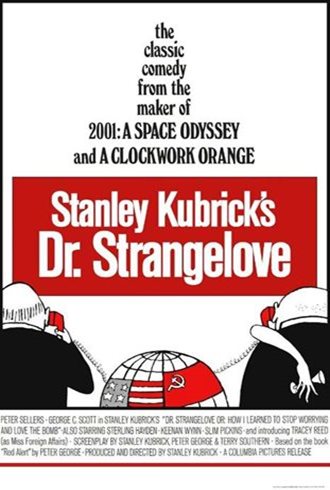 the
classic
comedy
from the
maker of
2001: A SPACE ODYSSEY
and A CLOCKWORK ORANGE
Stanley Kubrick's
Dr. Strangelove
PETER SELLERS · GEORGE C. SCOTT in STANLEY KUBRICK'S "DR. STRANGELOVE OR: HOW I LEARNED TO STOP WORRYING
AND LOVE THE BOMB" · ALSO STARRING STERLING HAYDEN · KEENAN WYNN · SLIM PICKINS · and introducing TRACEY REED
(as Miss Foreign Affairs) · SCREENPLAY BY STANLEY KUBRICK, PETER GEORGE & TERRY SOUTHERN · Based on the book
"Red Alert" by PETER GEORGE · PRODUCED AND DIRECTED BY STANLEY KUBRICK · A COLUMBIA PICTURES RELEASE